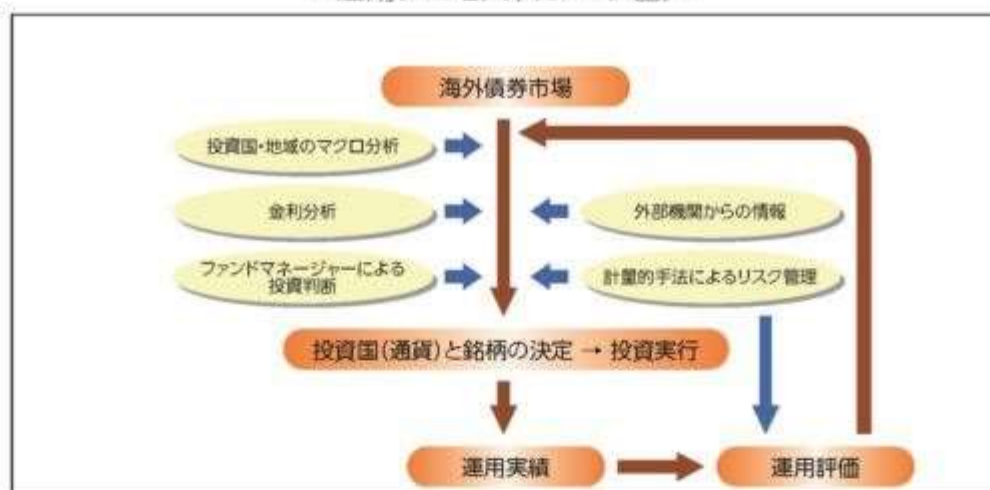 海外債券市場
投資国・地域のマクロ分析
金利分析
外部機関からの情報
ファンドマネージャーによる
投資判断
計量的手法によるリスク管理
投資国(通貨)と銘柄の決定 → 投資実行
運用実績
運用評価